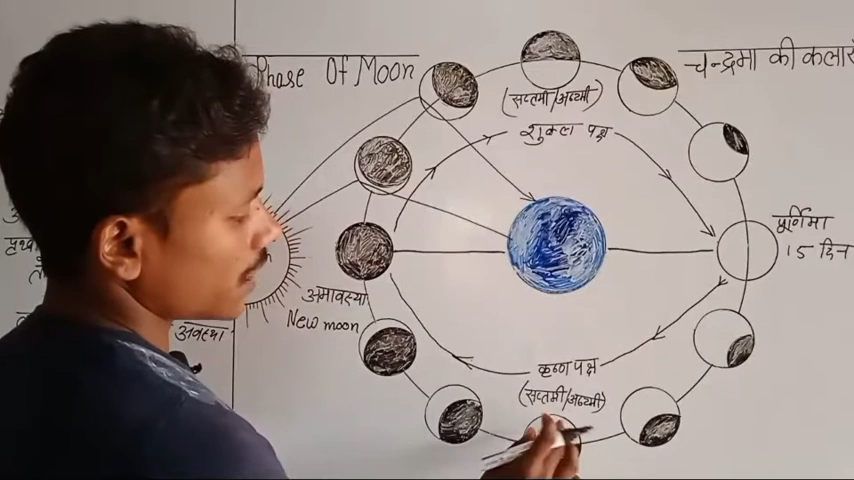 Phase Of Moon
चन्द्रमा की कलाएं
(सप्तमी/अष्टमी)
शुक्ल पक्ष
पूर्णिमा
15 दिन
अमावस्या
New moon
कृष्ण पक्ष
(सप्तमी/अष्टमी)
अवस्था